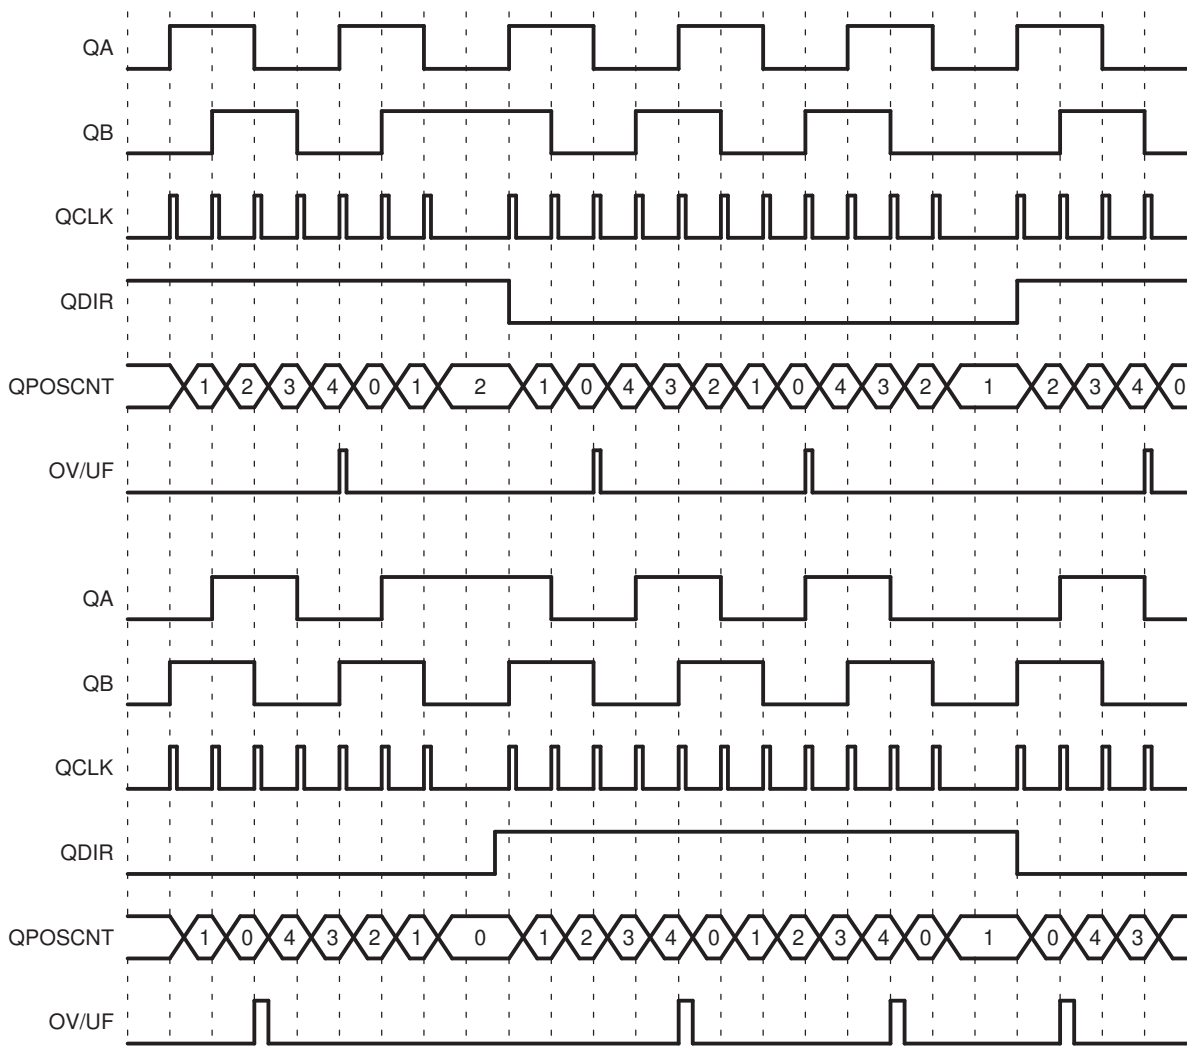 QA
QB
QCLK
QDIR
QPOSCNT 1 2 3 4 0 1 2 1 0 4 3 2 1 0 4 3 2 1 2 3 4 0
OV/UF
QA
QB
QCLK
QDIR
QPOSCNT 1 0 4 3 2 1 0 1 2 3 4 0 1 2 3 4 0 1 0 4 3
OV/UF